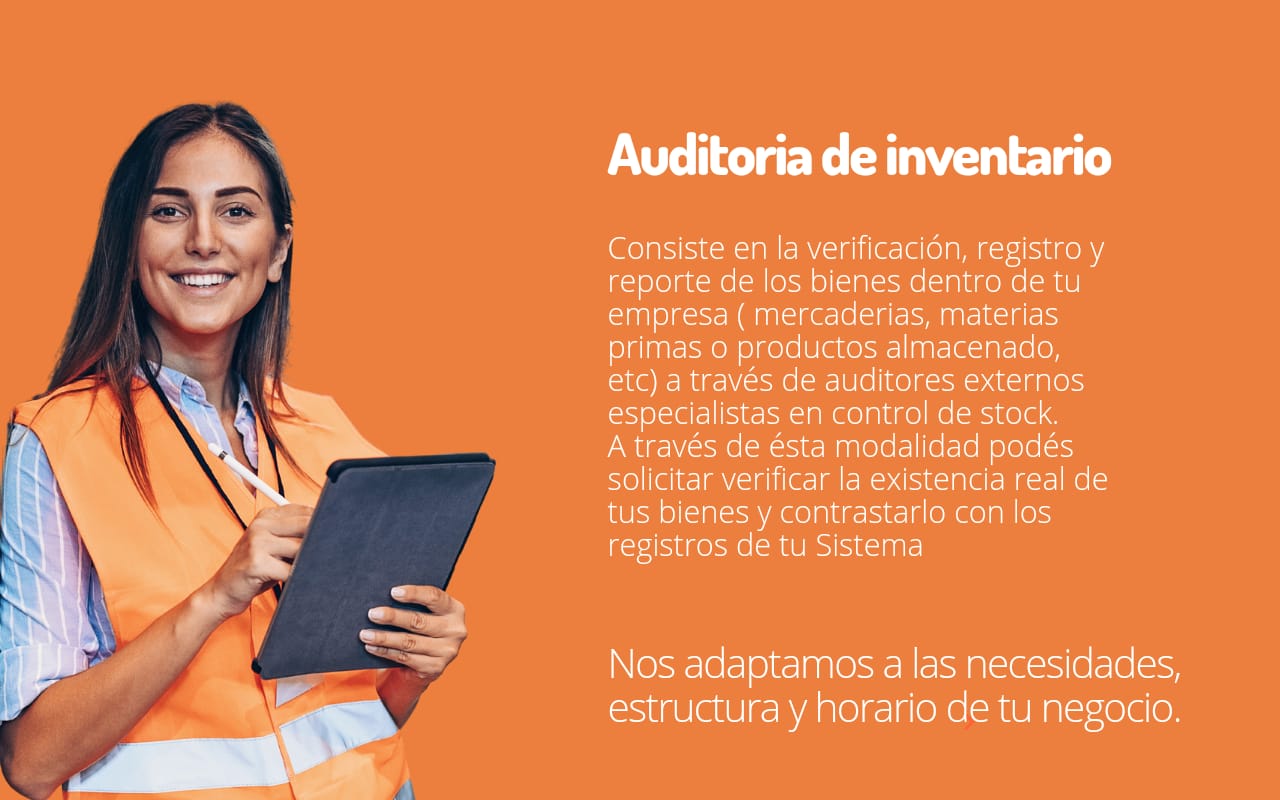 Auditoria de inventario
Consiste en la verificación, registro y
reporte de los bienes dentro de tu
empresa ( mercaderias, materias
primas o productos almacenado,
etc) a través de auditores externos
especialistas en control de stock.
A través de ésta modalidad podés
solicitar verificar la existencia real de
tus bienes y contrastarlo con los
registros de tu Sistema
Nos adaptamos a las necesidades,
estructura y horario de tu negocio.